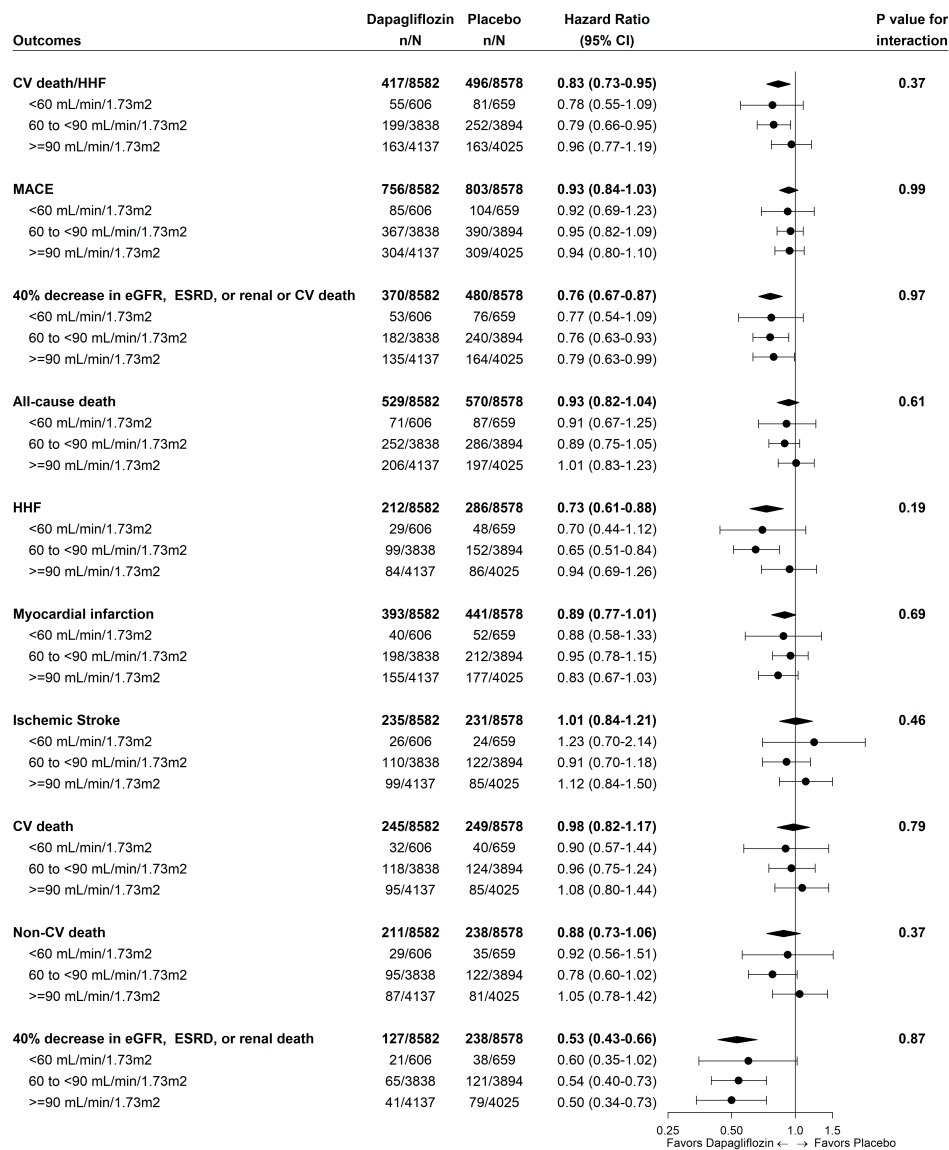 Dapagliflozin Placebo Hazard Ratio P value for
Outcomes n/N n/N (95% CI) interaction
CV death/HHF 417/8582 496/8578 0.83 (0.73-0.95) 0.37
<60 mL/min/1.73m2 55/606 81/659 0.78 (0.55-1.09)
60 to <90 mL/min/1.73m2 199/3838 252/3894 0.79 (0.66-0.95)
>=90 mL/min/1.73m2 163/4137 163/4025 0.96 (0.77-1.19)
MACE 756/8582 803/8578 0.93 (0.84-1.03) 0.99
<60 mL/min/1.73m2 85/606 104/659 0.92 (0.69-1.23)
60 to <90 mL/min/1.73m2 367/3838 390/3894 0.95 (0.82-1.09)
>=90 mL/min/1.73m2 304/4137 309/4025 0.94 (0.80-1.10)
40% decrease in eGFR, ESRD, or renal or CV death 370/8582 480/8578 0.76 (0.67-0.87) 0.97
<60 mL/min/1.73m2 53/606 76/659 0.77 (0.54-1.09)
60 to <90 mL/min/1.73m2 182/3838 240/3894 0.76 (0.63-0.93)
>=90 mL/min/1.73m2 135/4137 164/4025 0.79 (0.63-0.99)
All-cause death 529/8582 570/8578 0.93 (0.82-1.04) 0.61
<60 mL/min/1.73m2 71/606 87/659 0.91 (0.67-1.25)
60 to <90 mL/min/1.73m2 252/3838 286/3894 0.89 (0.75-1.05)
>=90 mL/min/1.73m2 206/4137 197/4025 1.01 (0.83-1.23)
HHF 212/8582 286/8578 0.73 (0.61-0.88) 0.19
<60 mL/min/1.73m2 29/606 48/659 0.70 (0.44-1.12)
60 to <90 mL/min/1.73m2 99/3838 152/3894 0.65 (0.51-0.84)
>=90 mL/min/1.73m2 84/4137 86/4025 0.94 (0.69-1.26)
Myocardial infarction 393/8582 441/8578 0.89 (0.77-1.01) 0.69
<60 mL/min/1.73m2 40/606 52/659 0.88 (0.58-1.33)
60 to <90 mL/min/1.73m2 198/3838 212/3894 0.95 (0.78-1.15)
>=90 mL/min/1.73m2 155/4137 177/4025 0.83 (0.67-1.03)
Ischemic Stroke 235/8582 231/8578 1.01 (0.84-1.21) 0.46
<60 mL/min/1.73m2 26/606 24/659 1.23 (0.70-2.14)
60 to <90 mL/min/1.73m2 110/3838 122/3894 0.91 (0.70-1.18)
>=90 mL/min/1.73m2 99/4137 85/4025 1.12 (0.84-1.50)
CV death 245/8582 249/8578 0.98 (0.82-1.17) 0.79
<60 mL/min/1.73m2 32/606 40/659 0.90 (0.57-1.44)
60 to <90 mL/min/1.73m2 118/3838 124/3894 0.96 (0.75-1.24)
>=90 mL/min/1.73m2 95/4137 85/4025 1.08 (0.80-1.44)
Non-CV death 211/8582 238/8578 0.88 (0.73-1.06) 0.37
<60 mL/min/1.73m2 29/606 35/659 0.92 (0.56-1.51)
60 to <90 mL/min/1.73m2 95/3838 122/3894 0.78 (0.60-1.02)
>=90 mL/min/1.73m2 87/4137 81/4025 1.05 (0.78-1.42)
40% decrease in eGFR, ESRD, or renal death 127/8582 238/8578 0.53 (0.43-0.66) 0.87
<60 mL/min/1.73m2 21/606 38/659 0.60 (0.35-1.02)
60 to <90 mL/min/1.73m2 65/3838 121/3894 0.54 (0.40-0.73)
>=90 mL/min/1.73m2 41/4137 79/4025 0.50 (0.34-0.73)
0.25 0.50 1.0 1.5
Favors Dapagliflozin ← → Favors Placebo